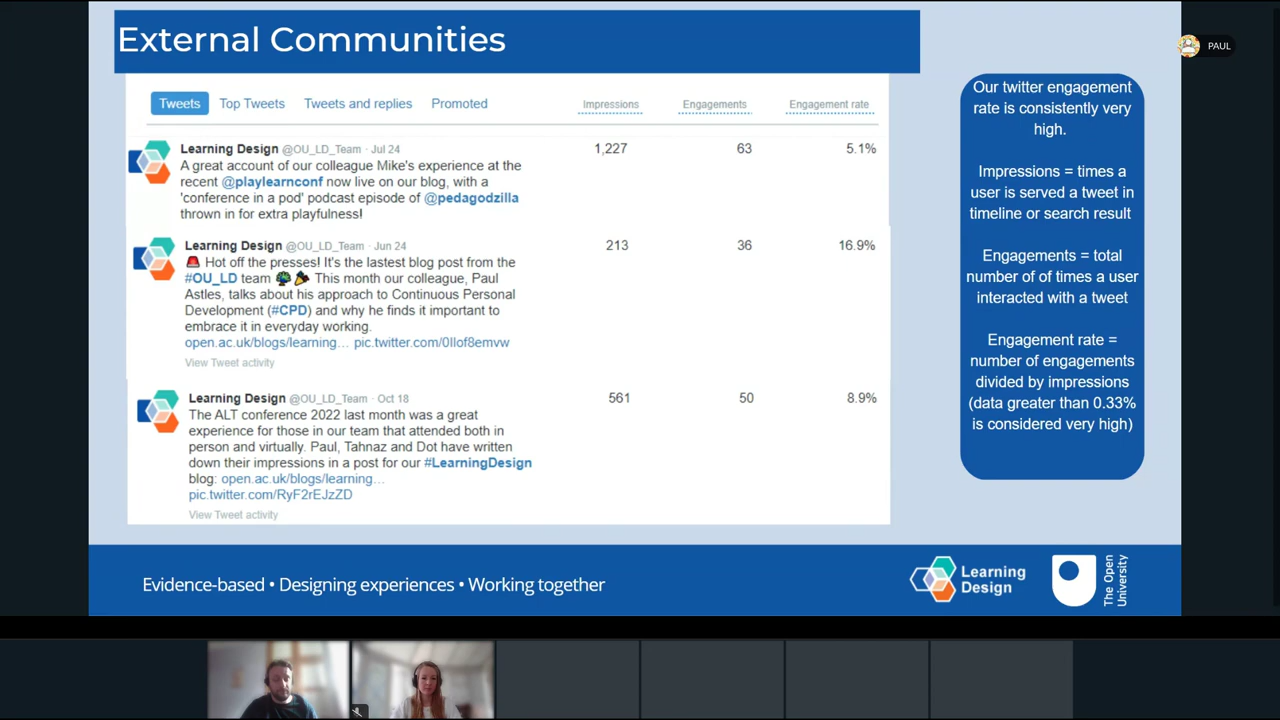 External Communities
PAUL
Tweets Top Tweets Tweets and replies Promoted Impressions Engagements Engagement rate
Learning Design @OU_LD_Team · Jul 24 1,227 63 5.1%
A great account of our colleague Mike's experience at the
recent @playlearnconf now live on our blog, with a
'conference in a pod' podcast episode of @pedagodzilla
thrown in for extra playfulness!
Learning Design @OU_LD_Team · Jun 24 213 36 16.9%
Hot off the presses! It's the lastest blog post from the
#OU_LD team This month our colleague, Paul
Astles, talks about his approach to Continuous Personal
Development (#CPD) and why he finds it important to
embrace it in everyday working.
open.ac.uk/blogs/learning… pic.twitter.com/0llof8emvw
View Tweet activity
Learning Design @OU_LD_Team · Oct 18 561 50 8.9%
The ALT conference 2022 last month was a great
experience for those in our team that attended both in
person and virtually. Paul, Tahnaz and Dot have written
down their impressions in a post for our #LearningDesign
blog: open.ac.uk/blogs/learning…
pic.twitter.com/RyF2rEJzZD
View Tweet activity
Our twitter engagement
rate is consistently very
high.
Impressions = times a
user is served a tweet in
timeline or search result
Engagements = total
number of of times a user
interacted with a tweet
Engagement rate =
number of engagements
divided by impressions
(data greater than 0.33%
is considered very high)
Evidence-based • Designing experiences • Working together
Learning
Design
The Open
University